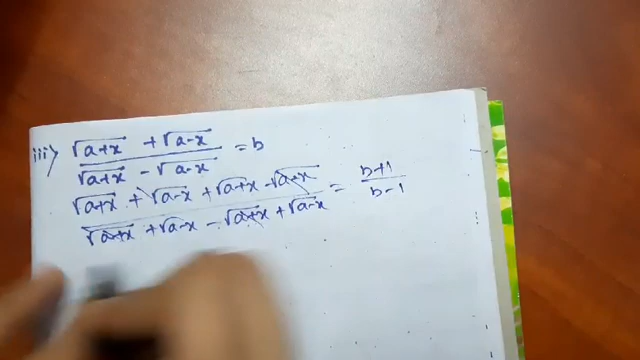 iii> √a+x + √a-x
√a+x - √a-x = b
√a+x + √a-x + √a+x - √a+x = b+1
√a+x + √a-x - √a+x + √a-x b-1